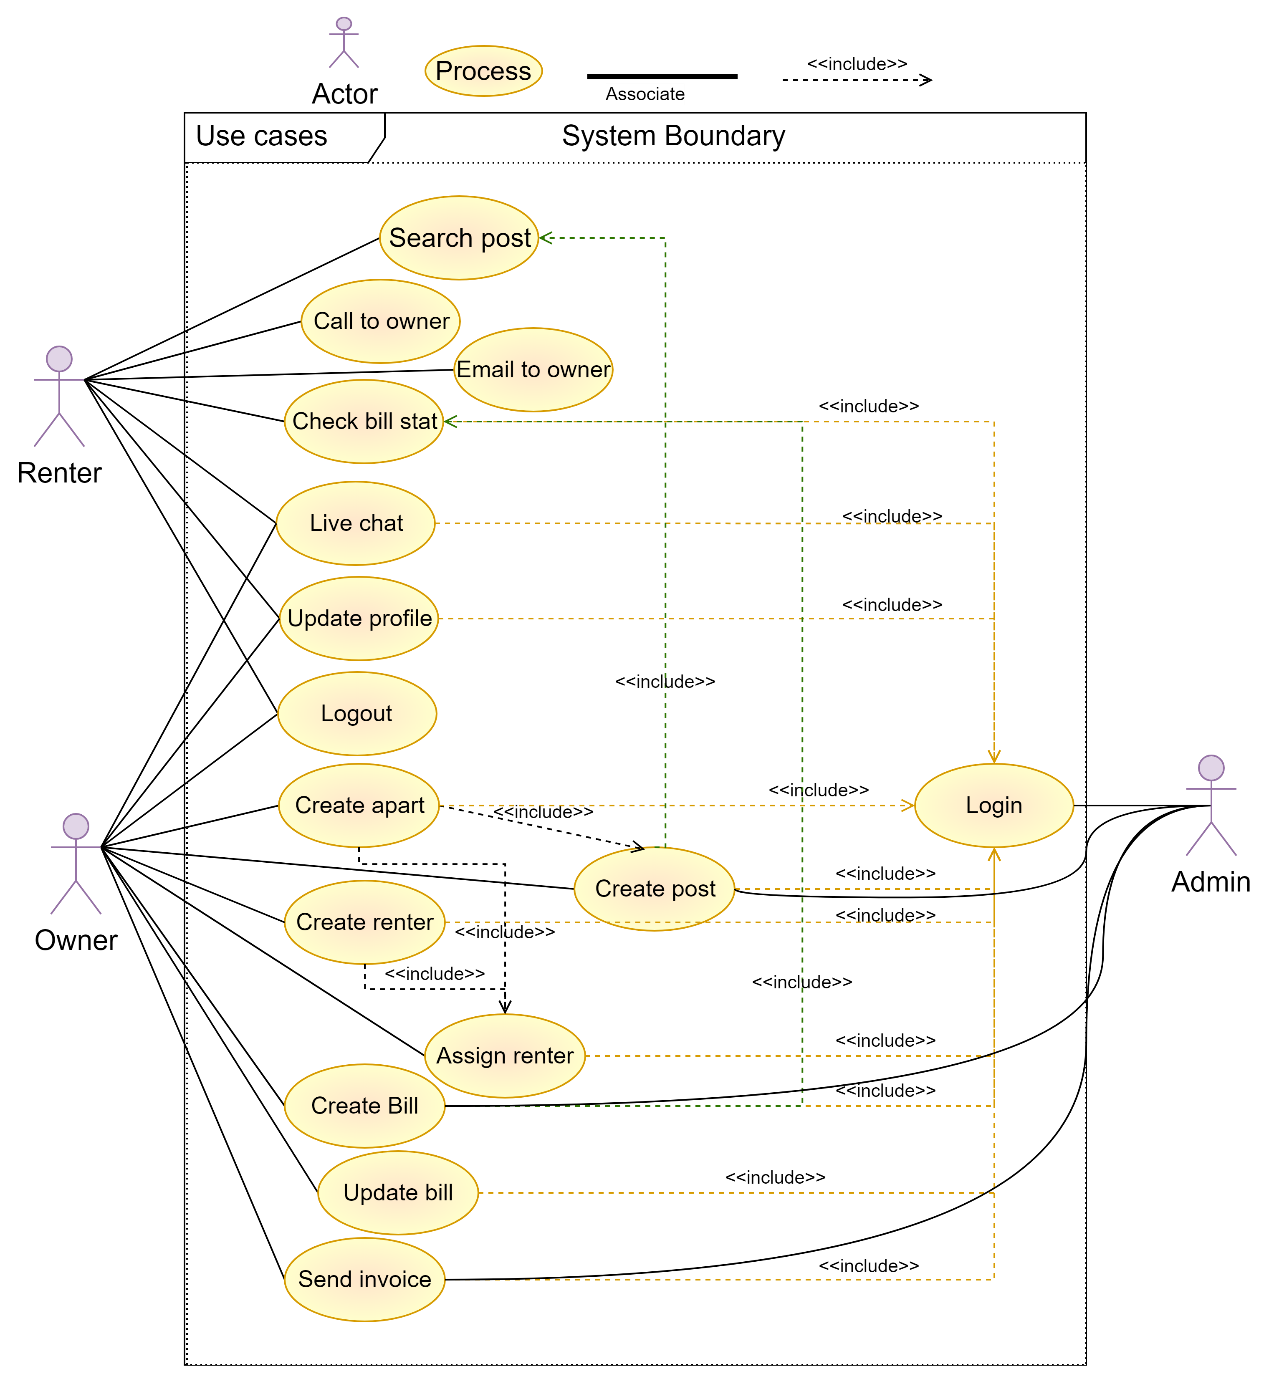 <<include>>
Process
Actor
Associate
Use cases
System Boundary
Search post
Call to owner
Email to owner
<<include>>
Check bill stat
Renter
<<include>>
Live chat
<<include>>
Update profile
<<include>>
Logout
<<include>>
Create apart
<<include>>
Login
<<include>>
Admin
Create post
<<include>>
Create renter
<<include>>
Owner
<<include>>
<<include>>
<<include>>
Assign renter
<<include>>
Create Bill
<<include>>
Update bill
<<include>>
Send invoice